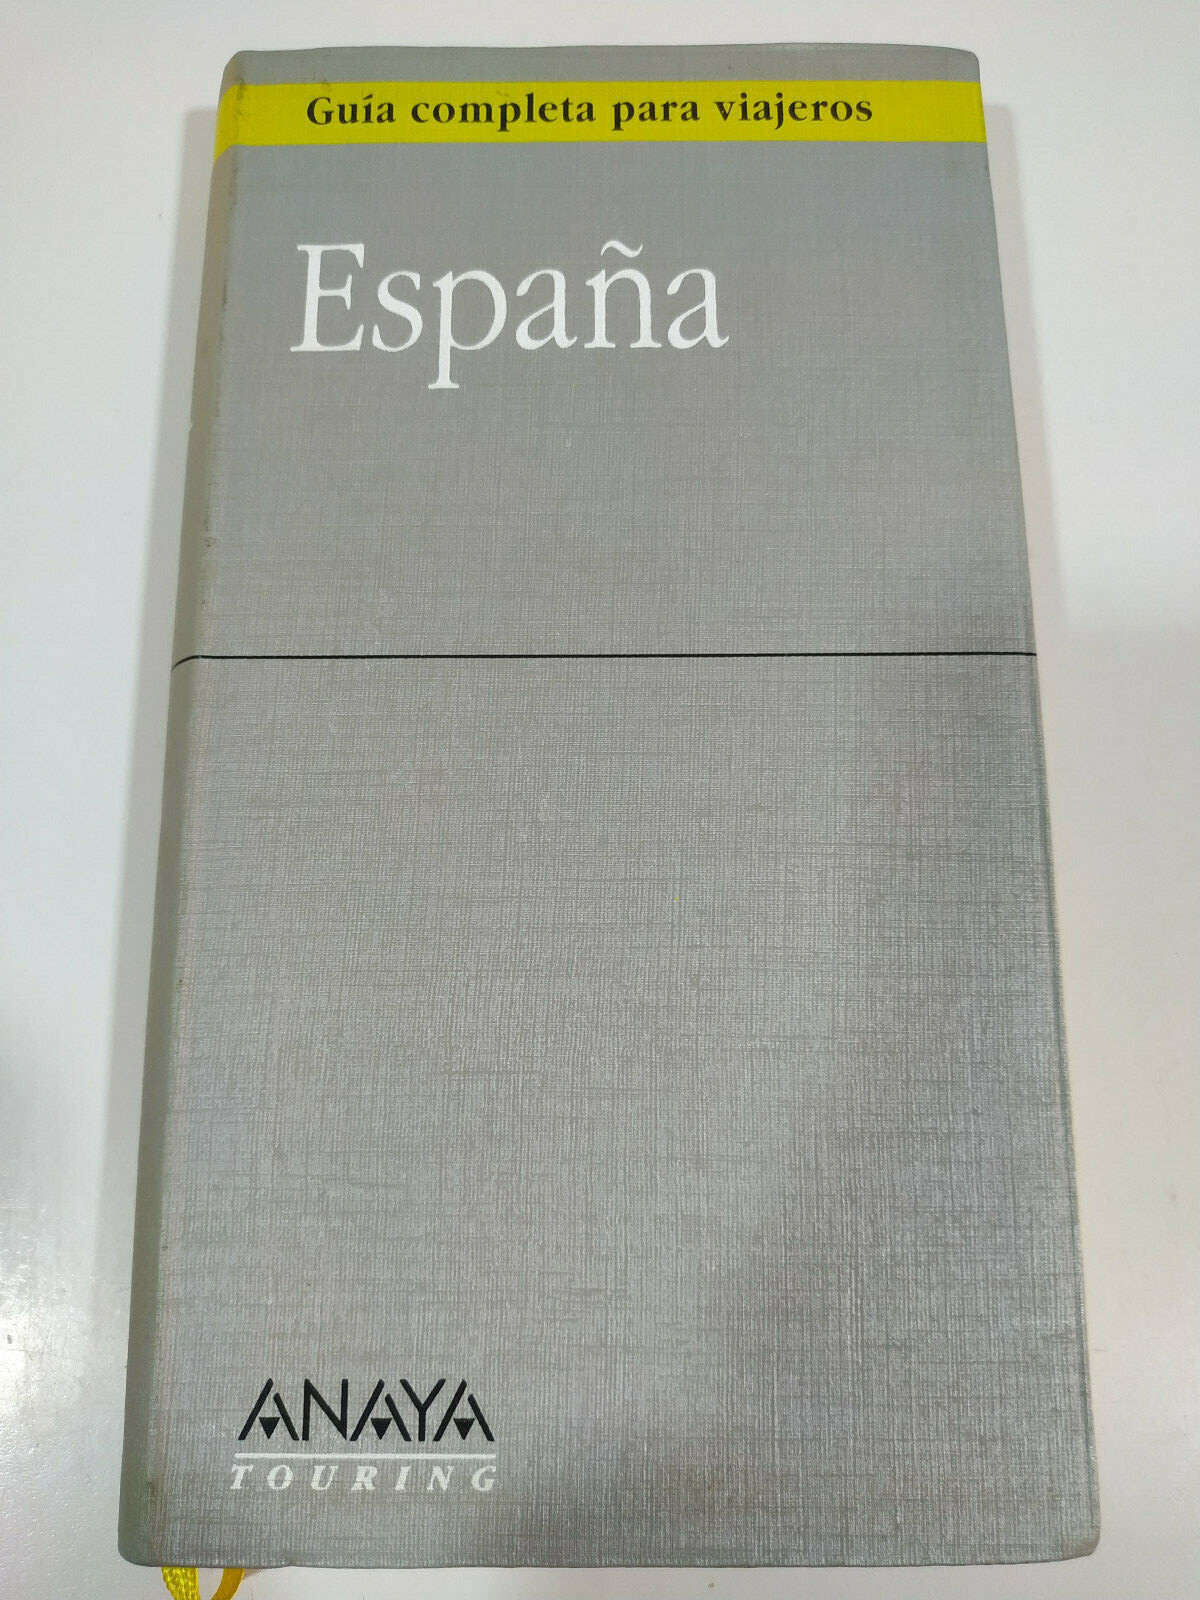 Guía completa para viajeros
España
ANAYA
TOURING